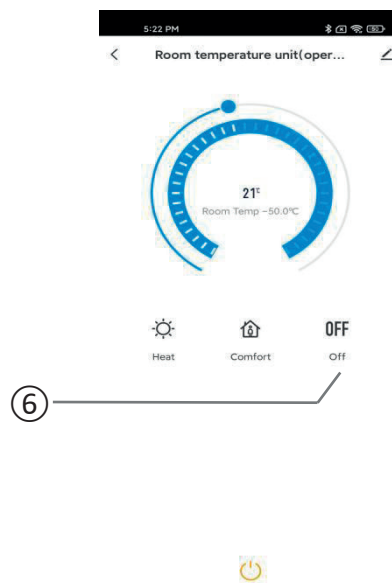 5:22 PM
Room temperature unit(oper...
21℃
Room Temp -50.0℃
OFF
Heat Comfort Off
6